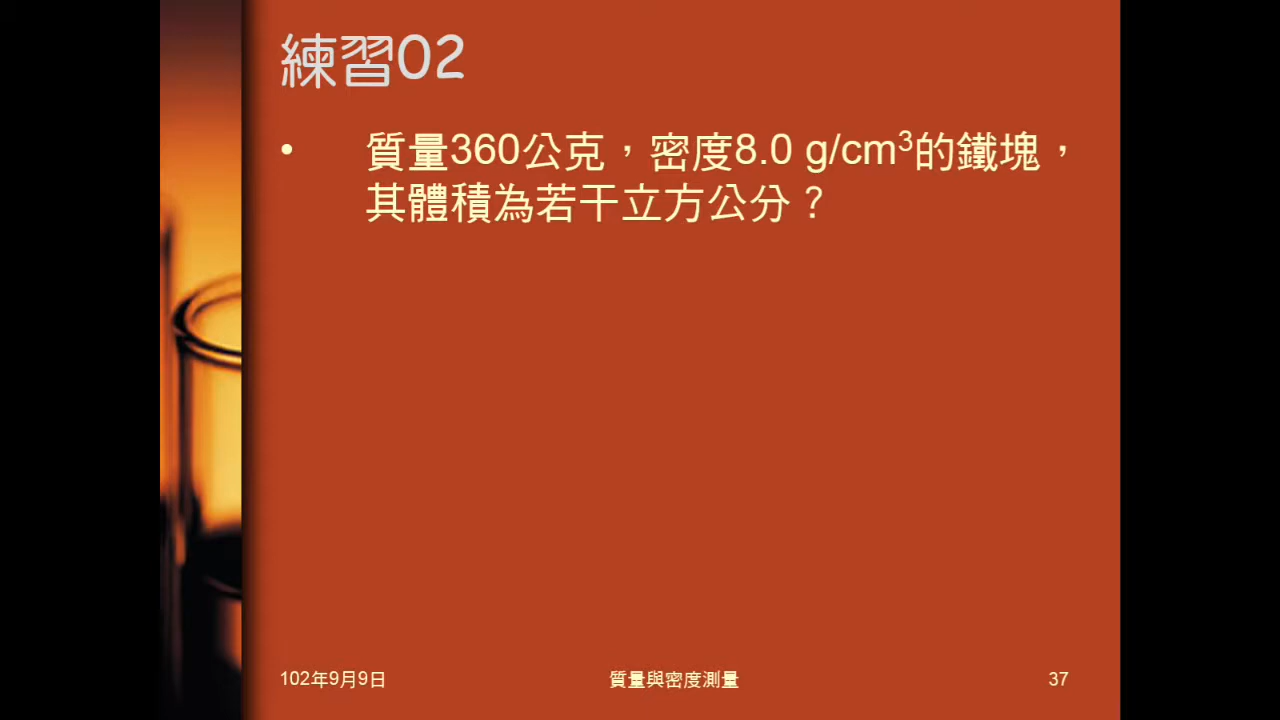 練習02
• 質量360公克，密度8.0 g/cm³的鐵塊，
其體積為若干立方公分？
102年9月9日
質量與密度測量
37